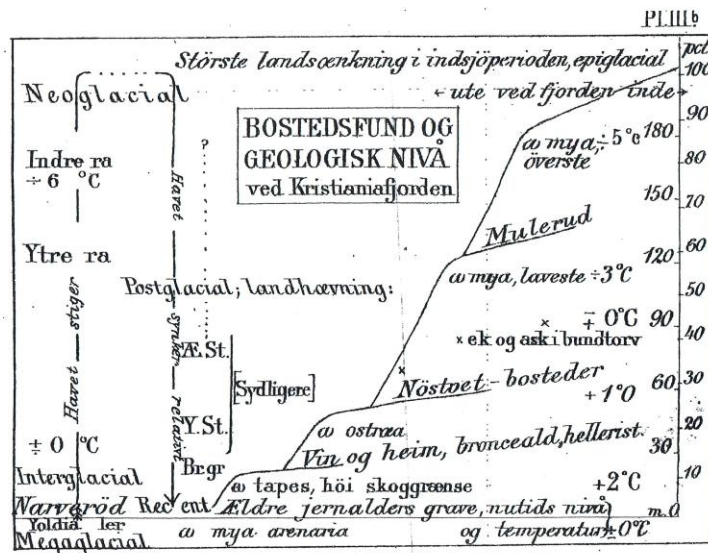 Pl.III.b
Störste landsænkning i indsjöperioden, epiglacial
pct.
100
Neoglacial
← ute ved fjorden inde →
90
BOSTEDSFUND OG
GEOLOGISK NIVÅ
ved Kristianiafjorden
?
ω mya, ÷5°c
överste
180
80
Indre ra
÷6 °C
150
70
Mulerud
Havet
Ytre ra
120
60
ω mya, laveste ÷3°C
50
Postglacial; landhævning:
÷ 0°C
90
× ek og ask i bundtorv
40
stiger
synker
Æ. St.
[Sydligere]
Nöstvet - bosteder
60
30
+1°0
Havet
relativt
Y. St.
20
ω ostræa
÷0 °C
Vin og heim, bronceald, hellerist.
30
Br.gr
Interglacial
ω tapes, höi skoggrænse
+2°C
10
Narveröd Recent
Ældre jernalders grave, nutids nivå
m.0
Yoldia ler
ω mya arenaria
og temperatur ±0°C
Megaglacial